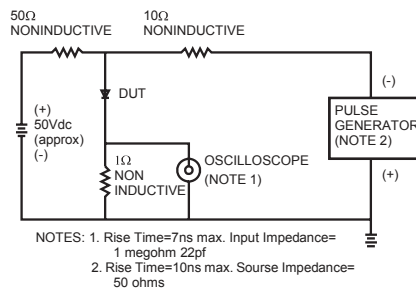 50Ω
NONINDUCTIVE
10Ω
NONINDUCTIVE
(+)
50Vdc
(approx)
(-)
DUT
1Ω
NON
INDUCTIVE
OSCILLOSCOPE
(NOTE 1)
(-)
PULSE
GENERATOR
(NOTE 2)
(+)
NOTES: 1. Rise Time=7ns max. Input Impedance=
1 megohm 22pf
2. Rise Time=10ns max. Sourse Impedance=
50 ohms